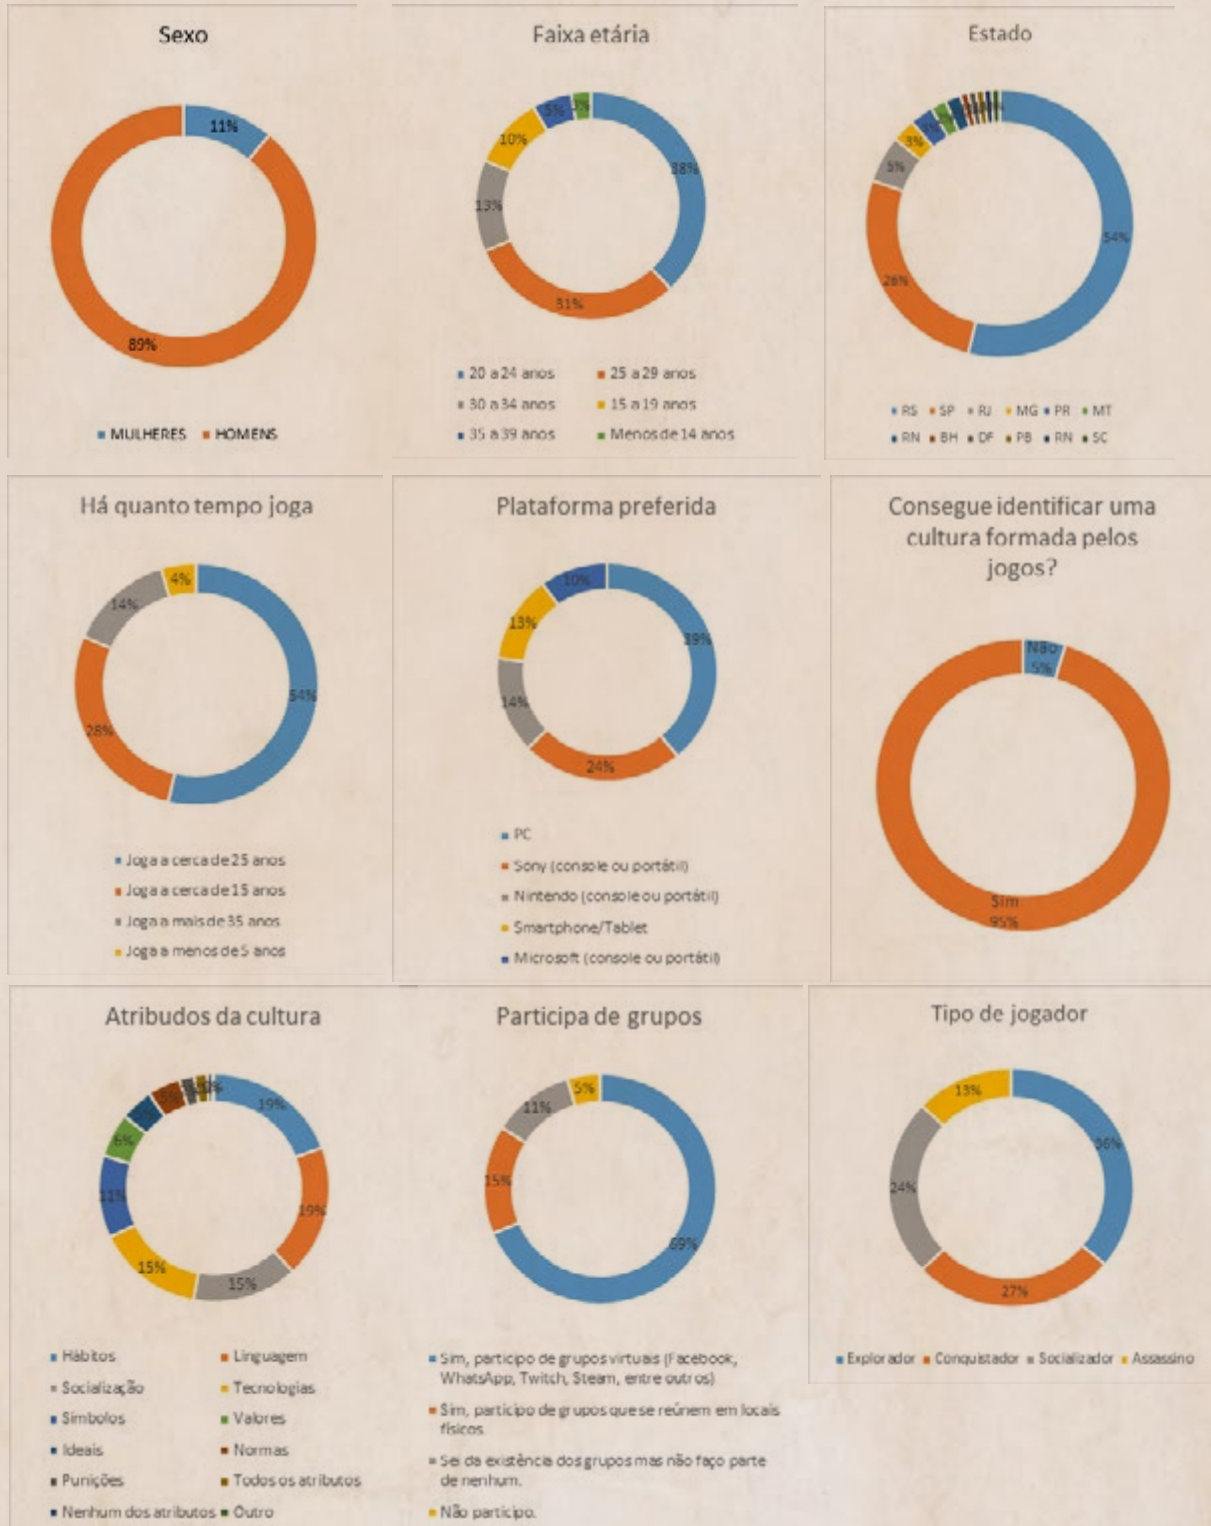 Sexo
11%
89%
MULHERES HOMENS
Faixa etária
5%
10%
38%
13%
31%
20 a 24 anos 25 a 29 anos
30 a 34 anos 15 a 19 anos
35 a 39 anos Menos de 14 anos
Estado
3%
5%
54%
26%
RS SP RJ MG PR MT
RN BH DF PB RN SC
Há quanto tempo joga
4%
14%
54%
28%
Joga a cerca de 25 anos
Joga a cerca de 15 anos
Joga a mais de 35 anos
Joga a menos de 5 anos
Plataforma preferida
10%
13%
39%
14%
24%
PC
Sony (console ou portátil)
Nintendo (console ou portátil)
Smartphone/Tablet
Microsoft (console ou portátil)
Consegue identificar uma
cultura formada pelos
jogos?
Não
5%
Sim
95%
Atribudos da cultura
19%
6%
11%
19%
15%
15%
Hábitos Linguagem
Socialização Tecnologias
Símbolos Valores
Ideais Normas
Punições Todos os atributos
Nenhum dos atributos Outro
Participa de grupos
5%
11%
15%
69%
Sim, participo de grupos virtuais (Facebook,
WhatsApp, Twitch, Steam, entre outros)
Sim, participo de grupos que se reúnem em locais
físicos.
Sei da existência dos grupos mas não faço parte
de nenhum.
Não participo.
Tipo de jogador
13%
36%
24%
27%
Explorador Conquistador Socializador Assassino